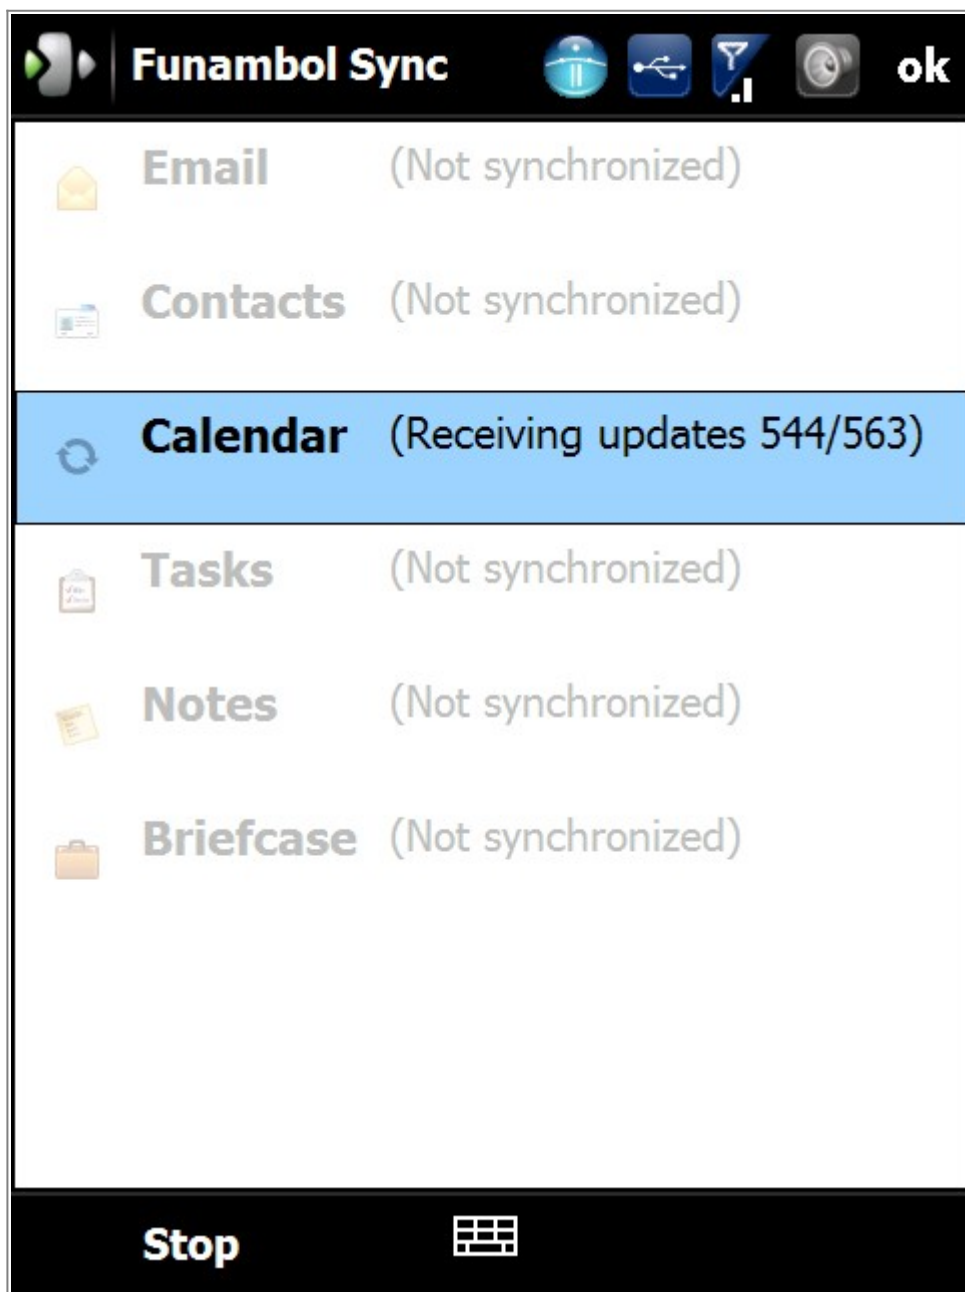 Funambol Sync ok
Email (Not synchronized)
Contacts (Not synchronized)
Calendar (Receiving updates 544/563)
Tasks (Not synchronized)
Notes (Not synchronized)
Briefcase (Not synchronized)
Stop